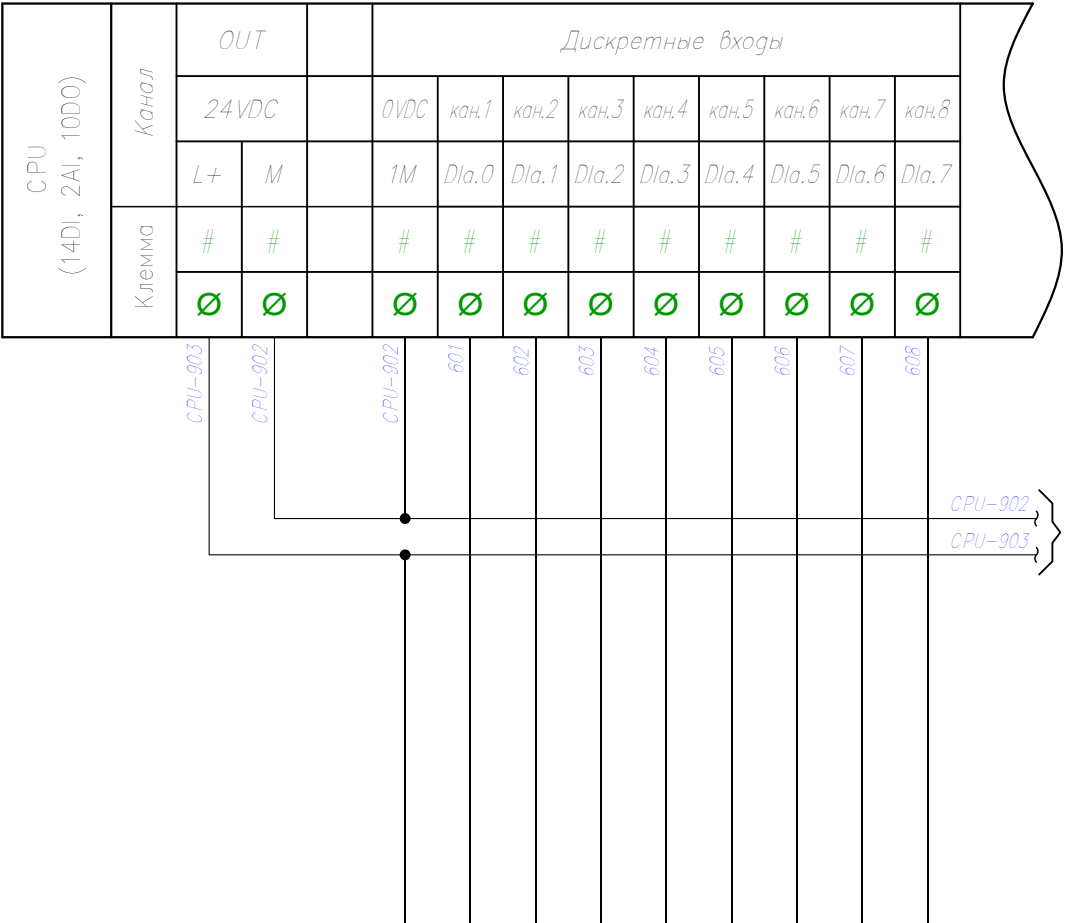 CPU
(14DI, 2AI, 10DO)
Канал
Клемма
OUT
Дискретные входы
24VDC
0VDC
кан.1
кан.2
кан.3
кан.4
кан.5
кан.6
кан.7
кан.8
L+
M
1M
DIa.0
DIa.1
DIa.2
DIa.3
DIa.4
DIa.5
DIa.6
DIa.7
# # # # # # # # # # #
Ø Ø Ø Ø Ø Ø Ø Ø Ø Ø Ø
CPU-903
CPU-902
CPU-902
601
602
603
604
605
606
607
608
CPU-902
CPU-903